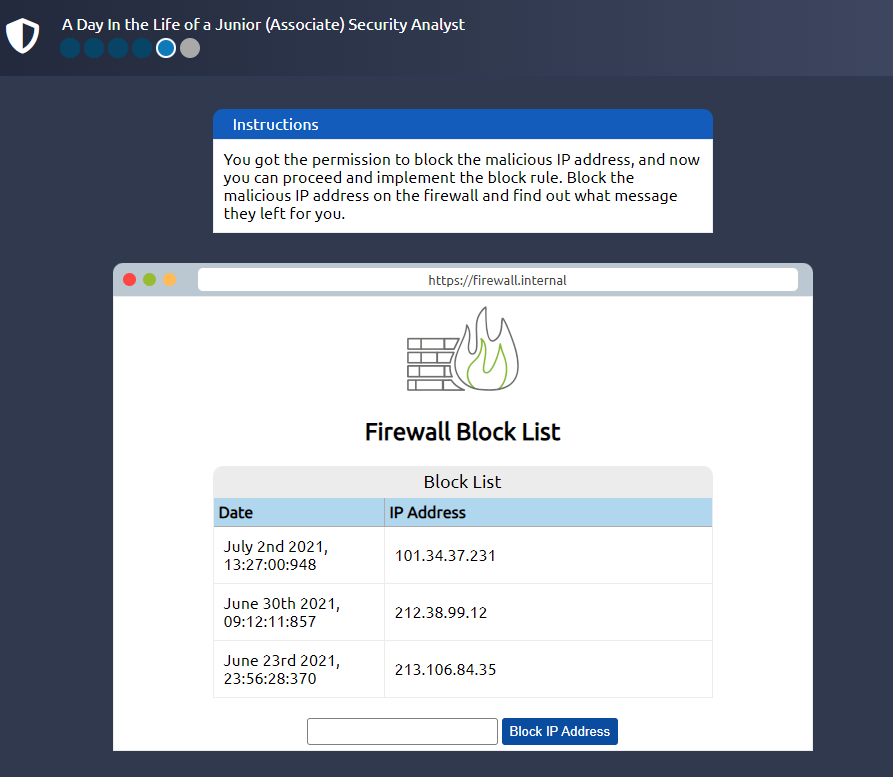 A Day In the Life of a Junior (Associate) Security Analyst
Instructions
You got the permission to block the malicious IP address, and now
you can proceed and implement the block rule. Block the
malicious IP address on the firewall and find out what message
they left for you.
https://firewall.internal
Firewall Block List
Block List
Date IP Address
July 2nd 2021,
13:27:00:948
101.34.37.231
June 30th 2021,
09:12:11:857
212.38.99.12
June 23rd 2021,
23:56:28:370
213.106.84.35
Block IP Address